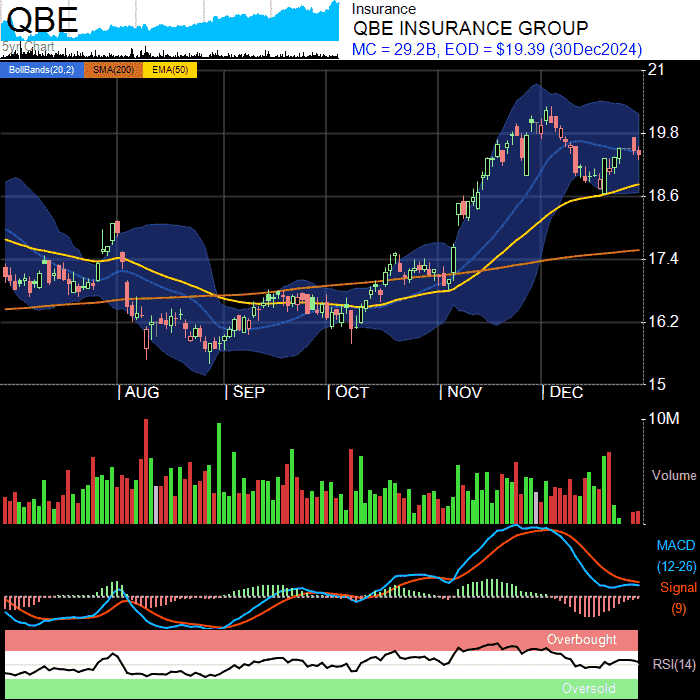 QBE
5yr Chart
Insurance
QBE INSURANCE GROUP
MC = 29.2B, EOD = $19.39 (30Dec2024)
BollBands(20,2) SMA(200) EMA(50)
21
19.8
18.6
17.4
16.2
15
AUG SEP OCT NOV DEC
10M
Volume
MACD
(12-26)
Signal
(9)
Overbought
RSI(14)
Oversold